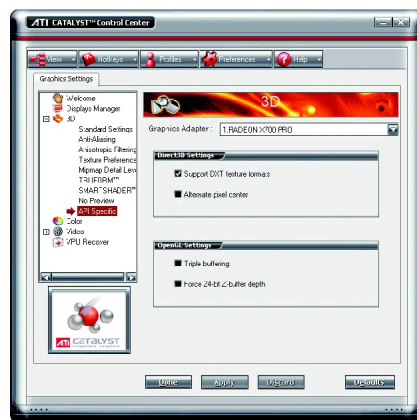 ATI CATALYST™ Control Center
View Hotkeys Profiles Preferences Help
Graphics Settings
Welcome
Displays Manager
3D
Standard Settings
Anti-Aliasing
Anisotropic Filtering
Texture Preference
Mipmap Detail Lev
TRUFORM™
SMARTSHADER™
No Preview
API Specific
Color
Video
VPU Recover
ATI CATALYST
CONTROL CENTER
3D
Graphics Adapter : 1.RADEON X700 PRO
Direct3D Settings
Support DXT texture formats
Alternate pixel center
OpenGL Settings
Triple buffering
Force 24-bit Z-buffer depth
Done Apply Discard Defaults